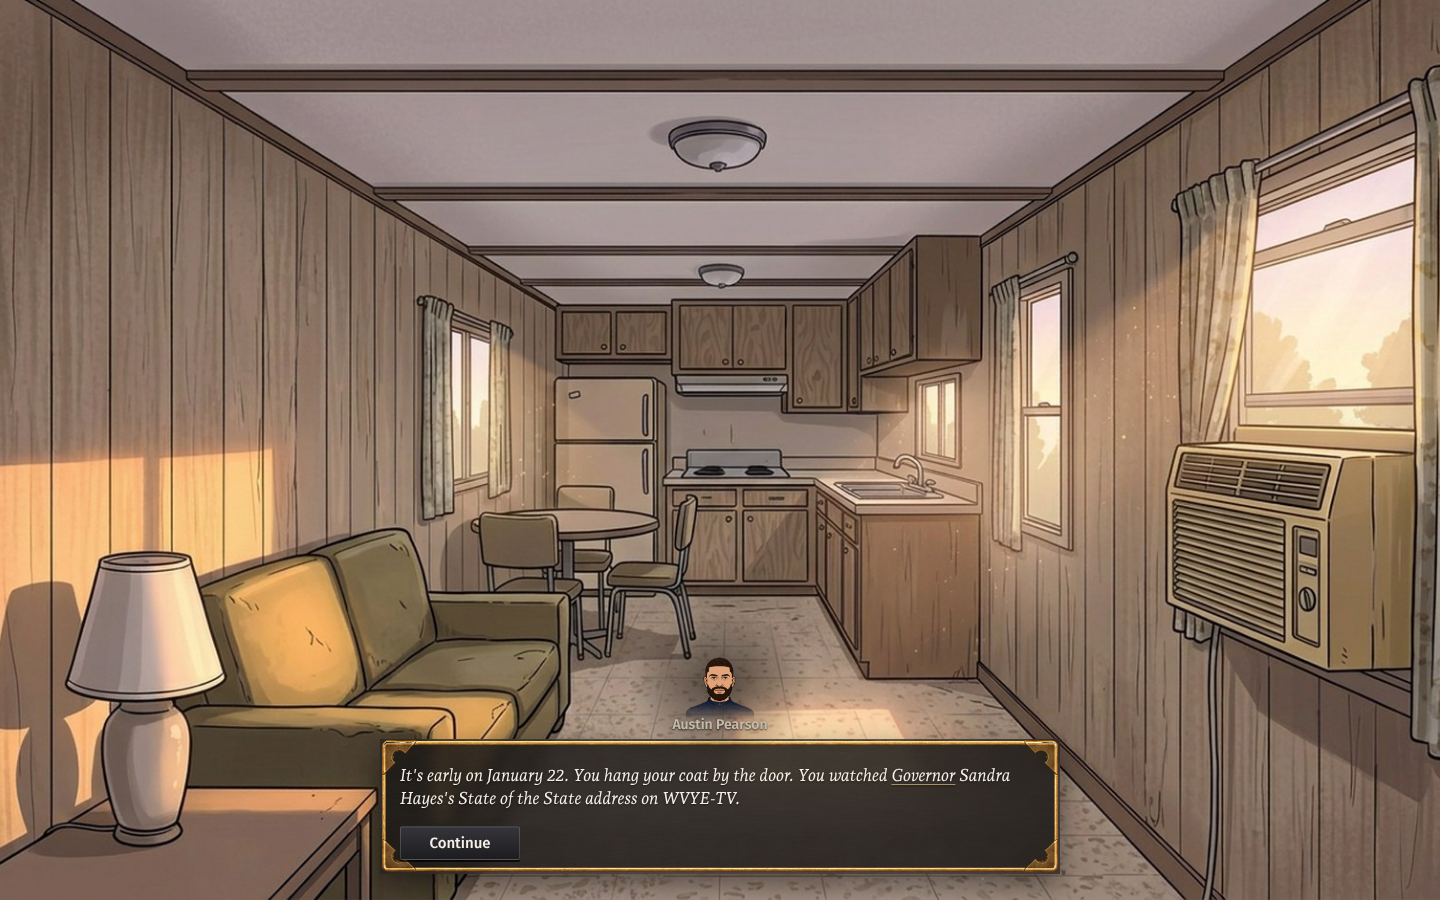 Austin Pearson
It's early on January 22. You hang your coat by the door. You watched Governor Sandra
Hayes's State of the State address on WVYE-TV.
Continue